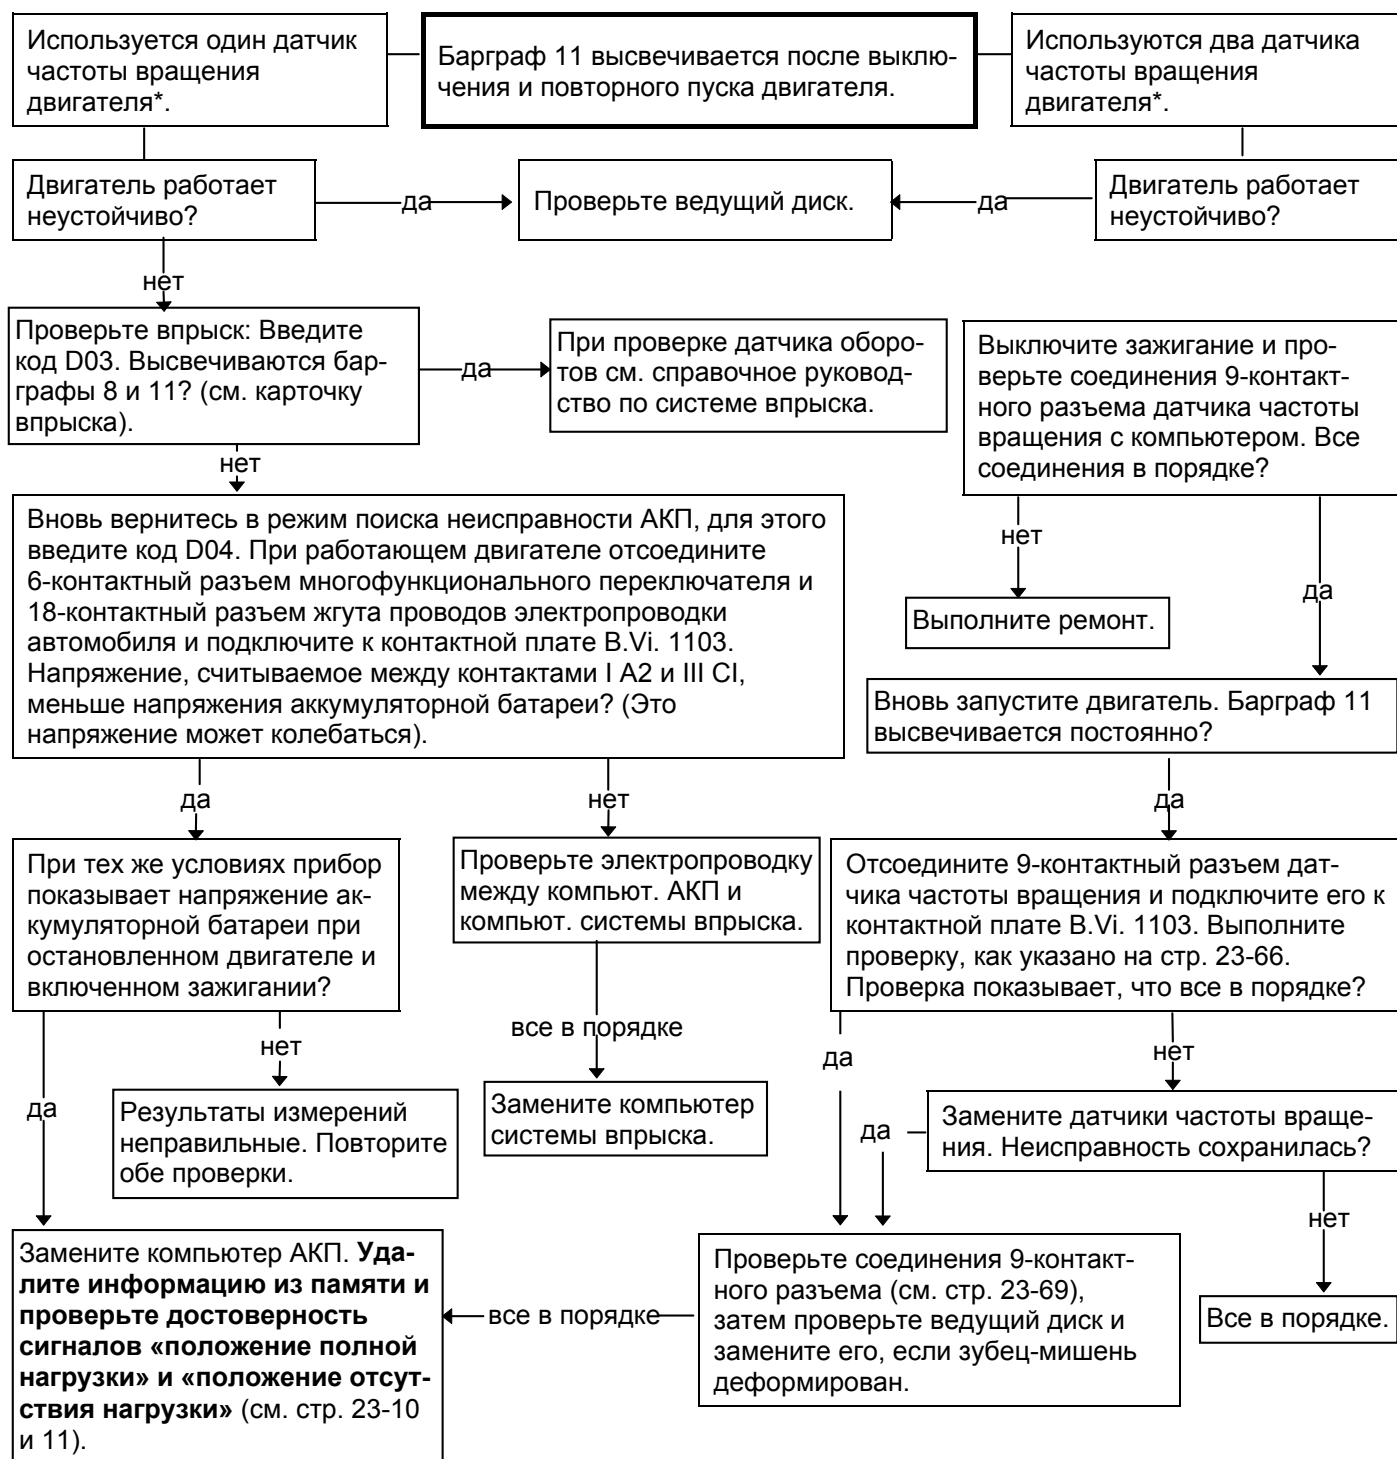 Используется один датчик
частоты вращения
двигателя*.
Барграф 11 высвечивается после выклю-
чения и повторного пуска двигателя.
Используются два датчика
частоты вращения
двигателя*.
Двигатель работает
неустойчиво?
да
Проверьте ведущий диск.
да
Двигатель работает
неустойчиво?
нет
Проверьте впрыск: Введите
код D03. Высвечиваются бар-
графы 8 и 11? (см. карточку
впрыска).
да
При проверке датчика оборо-
тов см. справочное руковод-
ство по системе впрыска.
Выключите зажигание и про-
верьте соединения 9-контакт-
ного разъема датчика частоты
вращения с компьютером. Все
соединения в порядке?
нет
Вновь вернитесь в режим поиска неисправности АКП, для этого
введите код D04. При работающем двигателе отсоедините
6-контактный разъем многофункционального переключателя и
18-контактный разъем жгута проводов электропроводки
автомобиля и подключите к контактной плате B.Vi. 1103.
Напряжение, считываемое между контактами I A2 и III CI,
меньше напряжения аккумуляторной батареи? (Это
напряжение может колебаться).
нет
да
Выполните ремонт.
Вновь запустите двигатель. Барграф 11
высвечивается постоянно?
да
нет
да
При тех же условиях прибор
показывает напряжение ак-
кумуляторной батареи при
остановленном двигателе и
включенном зажигании?
Проверьте электропроводку
между компьют. АКП и
компьют. системы впрыска.
Отсоедините 9-контактный разъем дат-
чика частоты вращения и подключите его к
контактной плате B.Vi. 1103. Выполните
проверку, как указано на стр. 23-66.
Проверка показывает, что все в порядке?
да
нет
все в порядке
да
нет
Результаты измерений
неправильные. Повторите
обе проверки.
Замените компьютер
системы впрыска.
да
Замените датчики частоты враще-
ния. Неисправность сохранилась?
нет
Замените компьютер АКП. Уда-
лите информацию из памяти и
проверьте достоверность
сигналов «положение полной
нагрузки» и «положение отсут-
ствия нагрузки» (см. стр. 23-10
и 11).
все в порядке
Проверьте соединения 9-контакт-
ного разъема (см. стр. 23-69),
затем проверьте ведущий диск и
замените его, если зубец-мишень
деформирован.
Все в порядке.